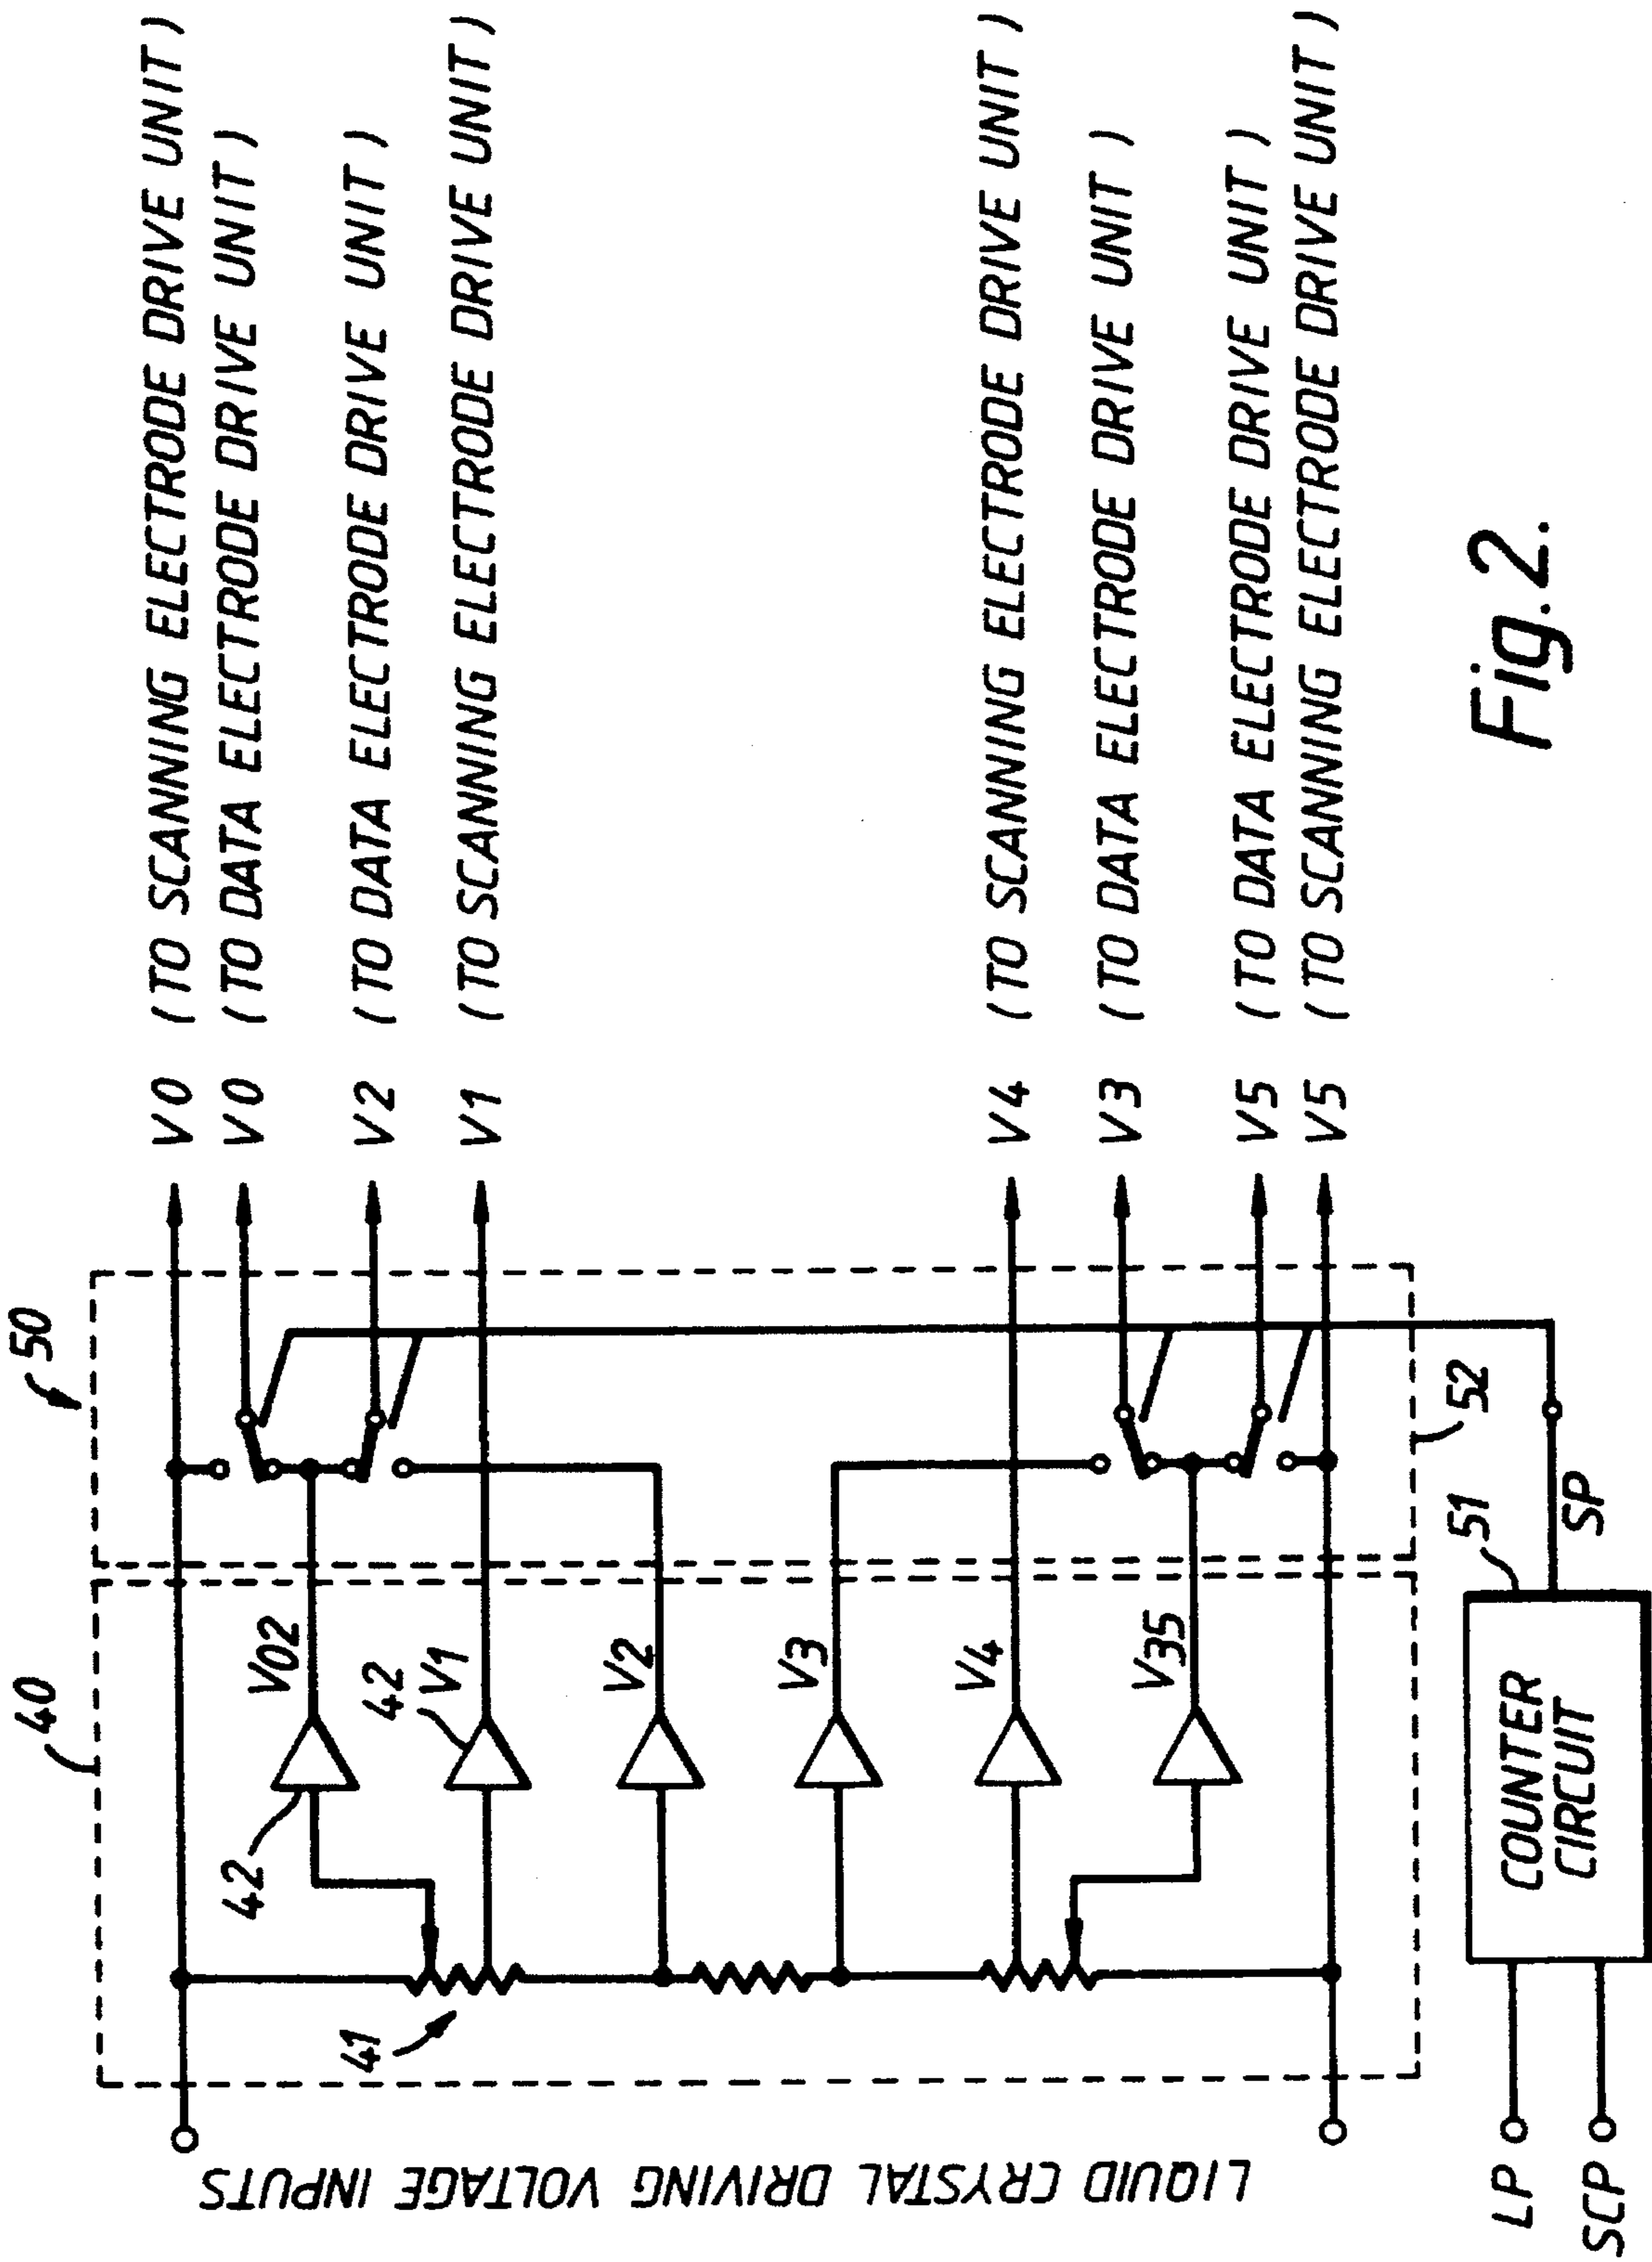 50
40
V0 (TO SCANNING ELECTRODE DRIVE UNIT)
V0 (TO DATA ELECTRODE DRIVE UNIT)
V02
42
V2 (TO DATA ELECTRODE DRIVE UNIT)
42
V1
V1 (TO SCANNING ELECTRODE DRIVE UNIT)
41
V2
V3
V4
V4 (TO SCANNING ELECTRODE DRIVE UNIT)
V3 (TO DATA ELECTRODE DRIVE UNIT)
V35
V5 (TO DATA ELECTRODE DRIVE UNIT)
V5 (TO SCANNING ELECTRODE DRIVE UNIT)
LIQUID CRYSTAL DRIVING VOLTAGE INPUTS
52
51
LP
SCP
COUNTER
CIRCUIT
SP
Fig.2.